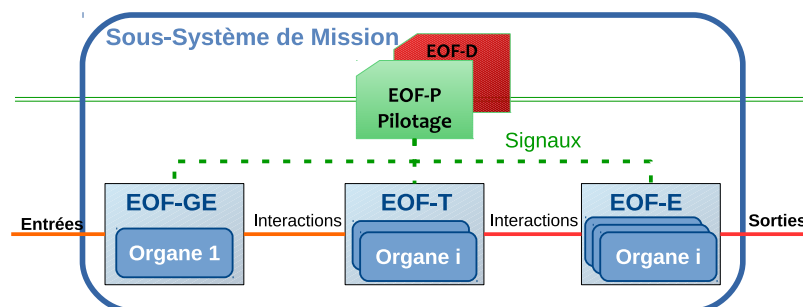 Sous-Système de Mission
EOF-D
EOF-P
Pilotage
Signaux
EOF-GE
EOF-T
EOF-E
Entrées
Interactions
Interactions
Sorties
Organe 1
Organe i
Organe i